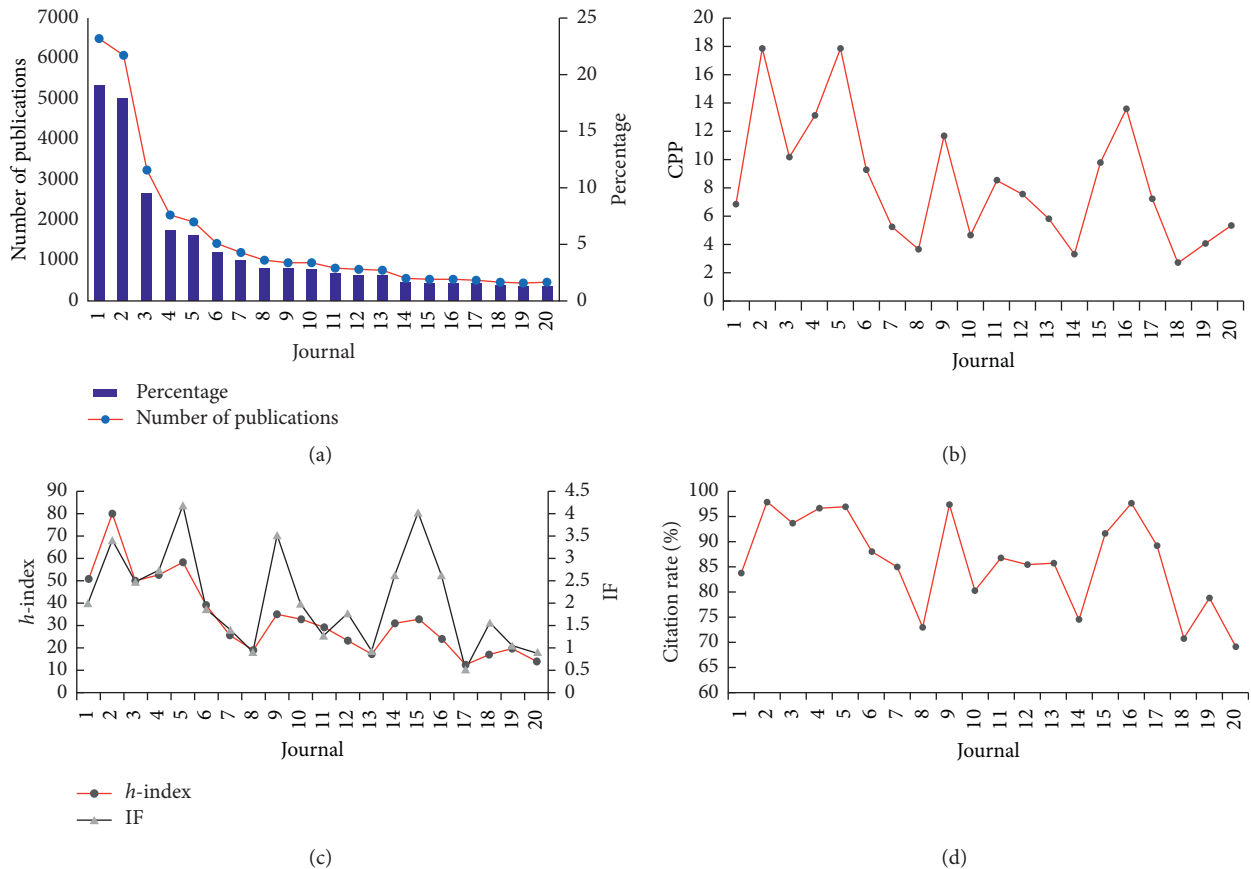 7000
6000
5000
4000
3000
2000
1000
0
Number of publications
25
20
15
10
5
0
Percentage
1 2 3 4 5 6 7 8 9 10 11 12 13 14 15 16 17 18 19 20
Journal
Percentage
Number of publications
(a)
20
18
16
14
12
10
8
6
4
2
0
CPP
1 2 3 4 5 6 7 8 9 10 11 12 13 14 15 16 17 18 19 20
Journal
(b)
90
80
70
60
50
40
30
20
10
0
h-index
4.5
4
3.5
3
2.5
2
1.5
1
0.5
0
IF
1 2 3 4 5 6 7 8 9 10 11 12 13 14 15 16 17 18 19 20
Journal
h-index
IF
(c)
100
95
90
85
80
75
70
65
60
Citation rate (%)
1 2 3 4 5 6 7 8 9 10 11 12 13 14 15 16 17 18 19 20
Journal
(d)